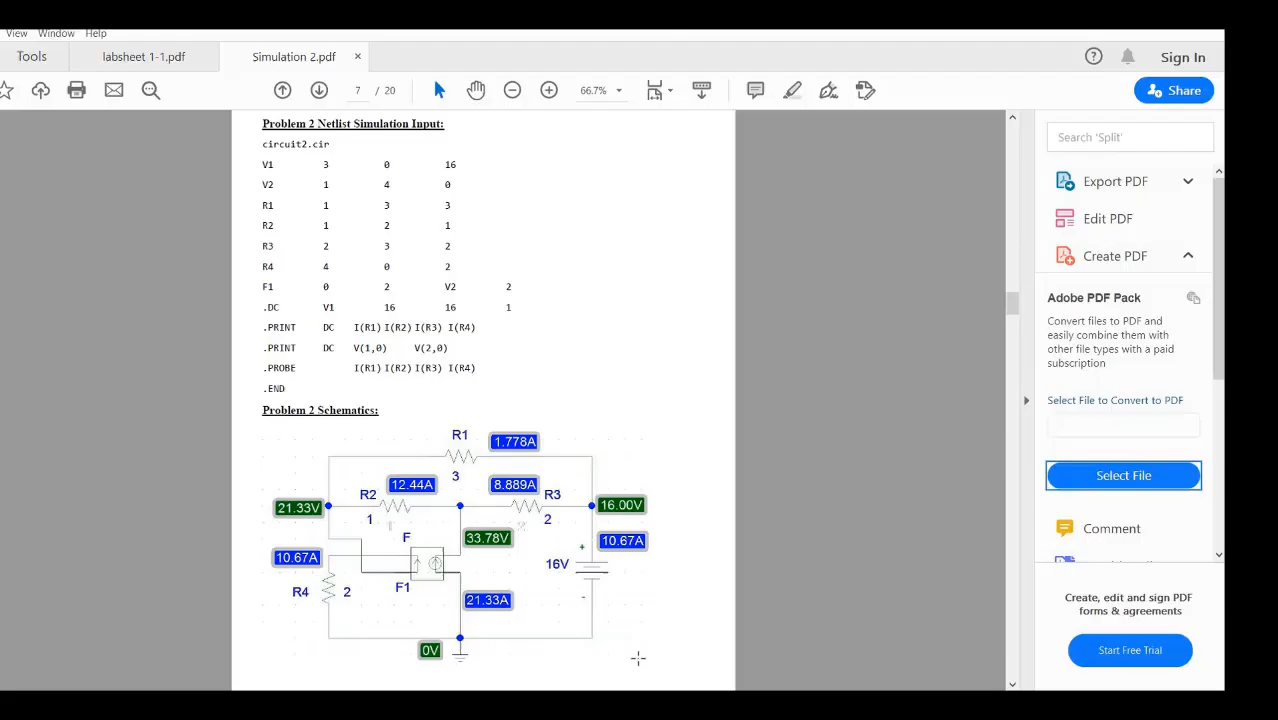 View Window Help
Tools labsheet 1-1.pdf Simulation 2.pdf × Sign In
7 / 20 66.7% Share
Problem 2 Netlist Simulation Input:
circuit2.cir
V1 3 0 16
V2 1 4 0
R1 1 3 3
R2 1 2 1
R3 2 3 2
R4 4 0 2
F1 0 2 V2 2
.DC V1 16 16 1
.PRINT DC I(R1) I(R2) I(R3) I(R4)
.PRINT DC V(1,0) V(2,0)
.PROBE I(R1) I(R2) I(R3) I(R4)
.END
Problem 2 Schematics:
R1 1.778A
3
R2 12.44A 8.889A R3
21.33V 16.00V
1 2
F 33.78V + 10.67A
10.67A 16V
R4 2 F1
21.33A -
0V
Search 'Split'
Export PDF
Edit PDF
Create PDF
Adobe PDF Pack
Convert files to PDF and
easily combine them with
other file types with a paid
subscription
Select File to Convert to PDF
Select File
Comment
Create, edit and sign PDF
forms & agreements
Start Free Trial